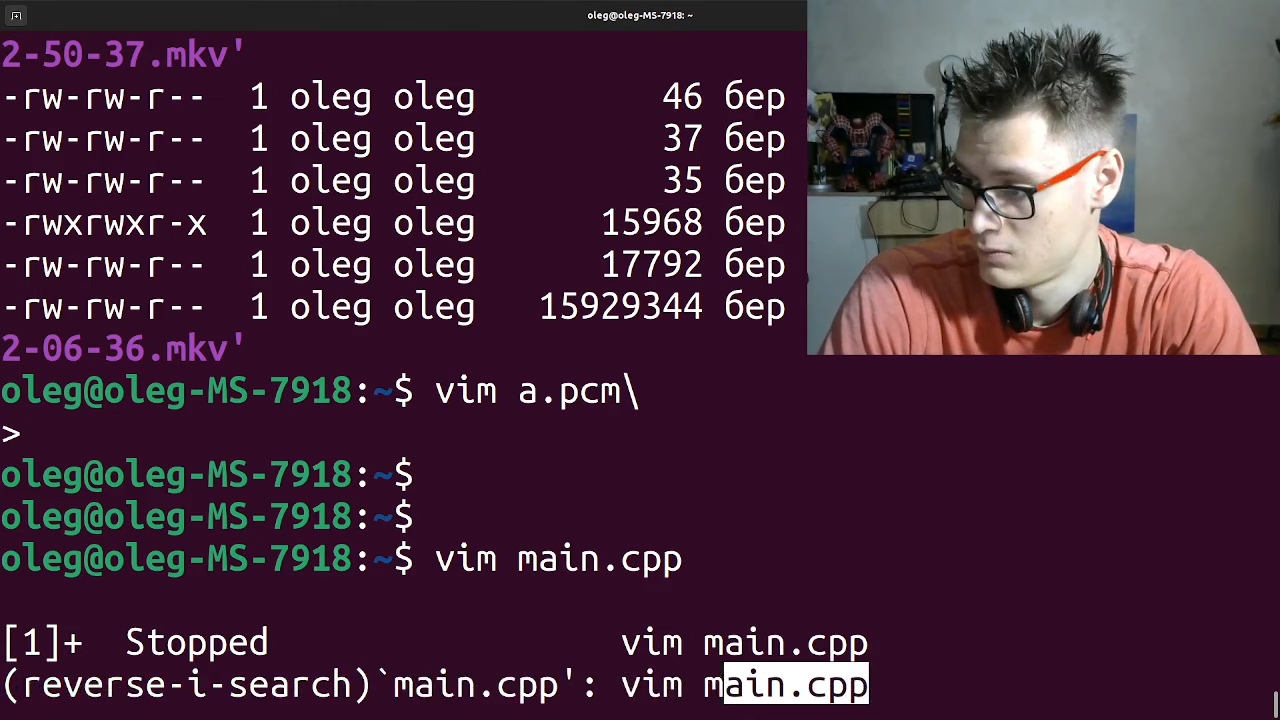 oleg@oleg-MS-7918: ~
2-50-37.mkv'
-rw-rw-r-- 1 oleg oleg 46 бер
-rw-rw-r-- 1 oleg oleg 37 бер
-rw-rw-r-- 1 oleg oleg 35 бер
-rwxrwxr-x 1 oleg oleg 15968 бер
-rw-rw-r-- 1 oleg oleg 17792 бер
-rw-rw-r-- 1 oleg oleg 15929344 бер
2-06-36.mkv'
oleg@oleg-MS-7918:~$ vim a.pcm\
>
oleg@oleg-MS-7918:~$
oleg@oleg-MS-7918:~$
oleg@oleg-MS-7918:~$ vim main.cpp
[1]+ Stopped vim main.cpp
(reverse-i-search)`main.cpp': vim main.cpp